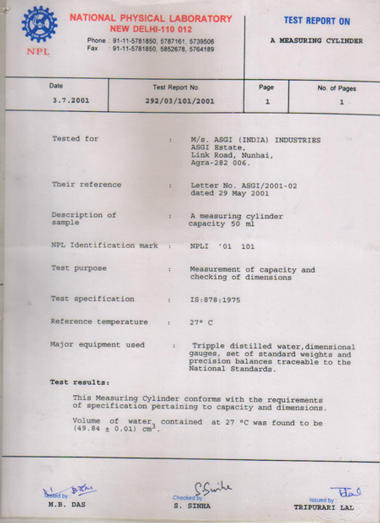 NATIONAL PHYSICAL LABORATORY
NEW DELHI-110 012
Phone : 91-11-5781850, 5787161, 5739506
Fax : 91-11-5781850, 5852678, 5764189
NPL
TEST REPORT ON
A MEASURING CYLINDER
Date Test Report No. Page No. of Pages
3.7.2001 292/03/101/2001 1 1
Tested for : M/s. ASGI (INDIA) INDUSTRIES
ASGI Estate,
Link Road, Nunhai,
Agra-282 006.
Their reference : Letter No. ASGI/2001-02
dated 29 May 2001
Description of : A measuring cylinder
sample capacity 50 ml
NPL Identification mark : NPLI '01 101
Test purpose : Measurement of capacity and
checking of dimensions
Test specification : IS:878:1975
Reference temperature : 27° C
Major equipment used : Tripple distilled water,dimensional
gauges, set of standard weights and
precision balances traceable to the
National Standards.
Test results:
This Measuring Cylinder conforms with the requirements
of specification pertaining to capacity and dimensions.
Volume of water contained at 27 °C was found to be
(49.84 ± 0.01) cm³.
SSinha
Tested by Checked by Issued by
M.B. DAS S. SINHA TRIPURARI LAL